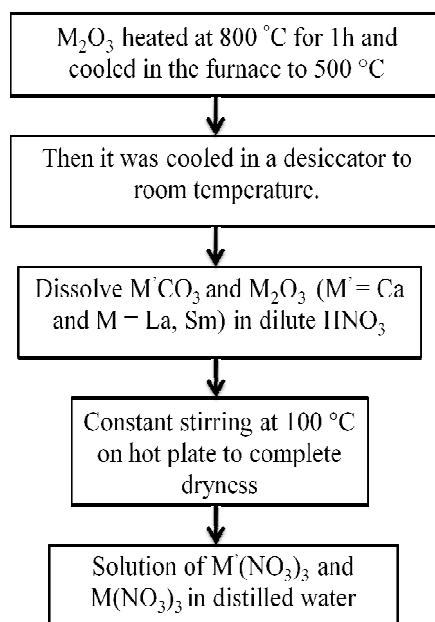 M₂O₃ heated at 800 °C for 1h and
cooled in the furnace to 500 °C
Then it was cooled in a desiccator to
room temperature.
Dissolve M'CO₃ and M₂O₃ (M' = Ca
and M = La, Sm) in dilute HNO₃
Constant stirring at 100 °C
on hot plate to complete
dryness
Solution of M'(NO₃)₃ and
M(NO₃)₃ in distilled water